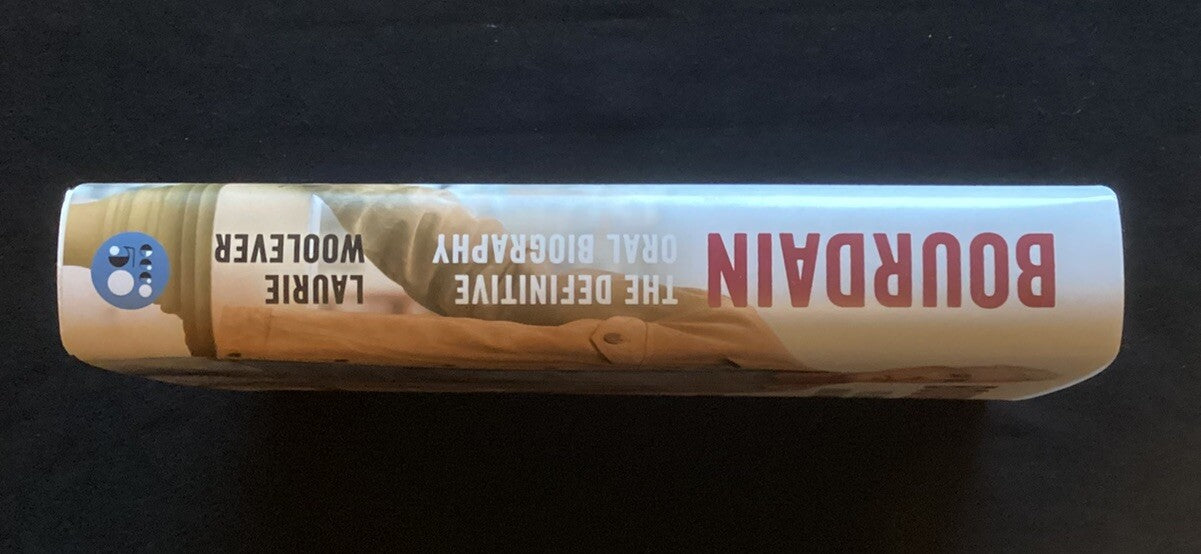 BOURDAIN
THE DEFINITIVE
ORAL BIOGRAPHY
LAURIE
WOOLEVER